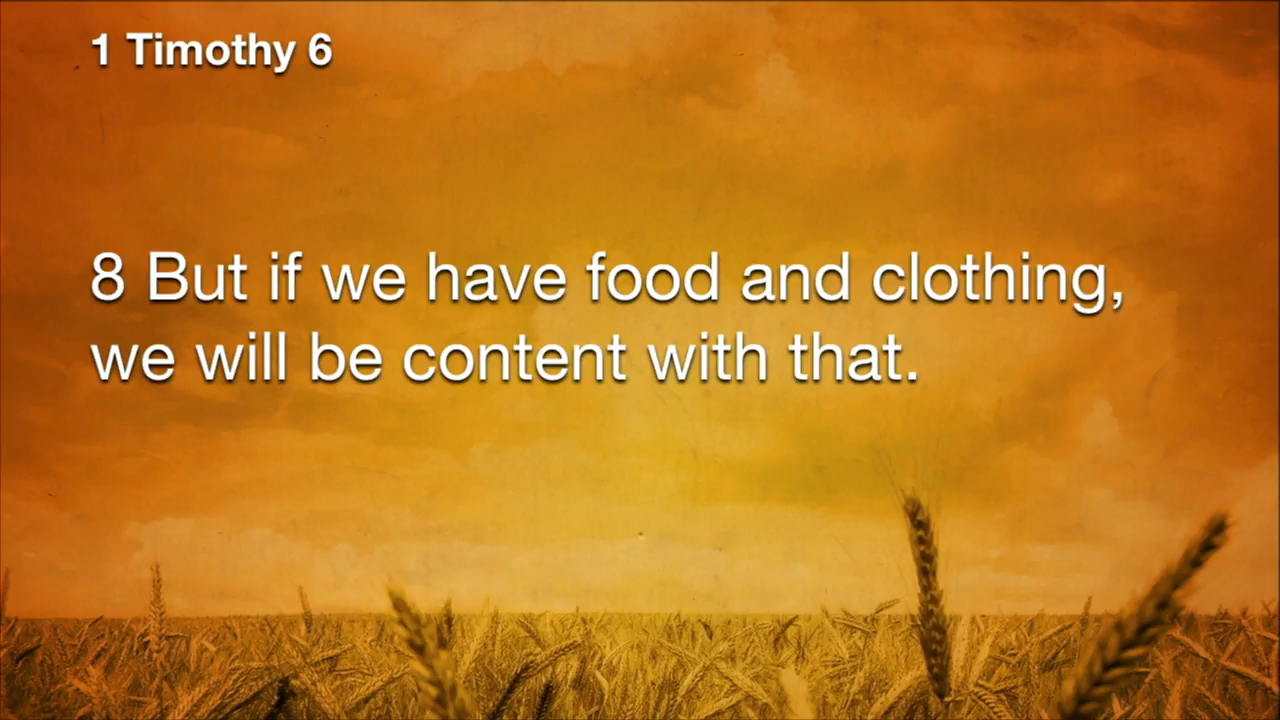 1 Timothy 6
8 But if we have food and clothing,
we will be content with that.